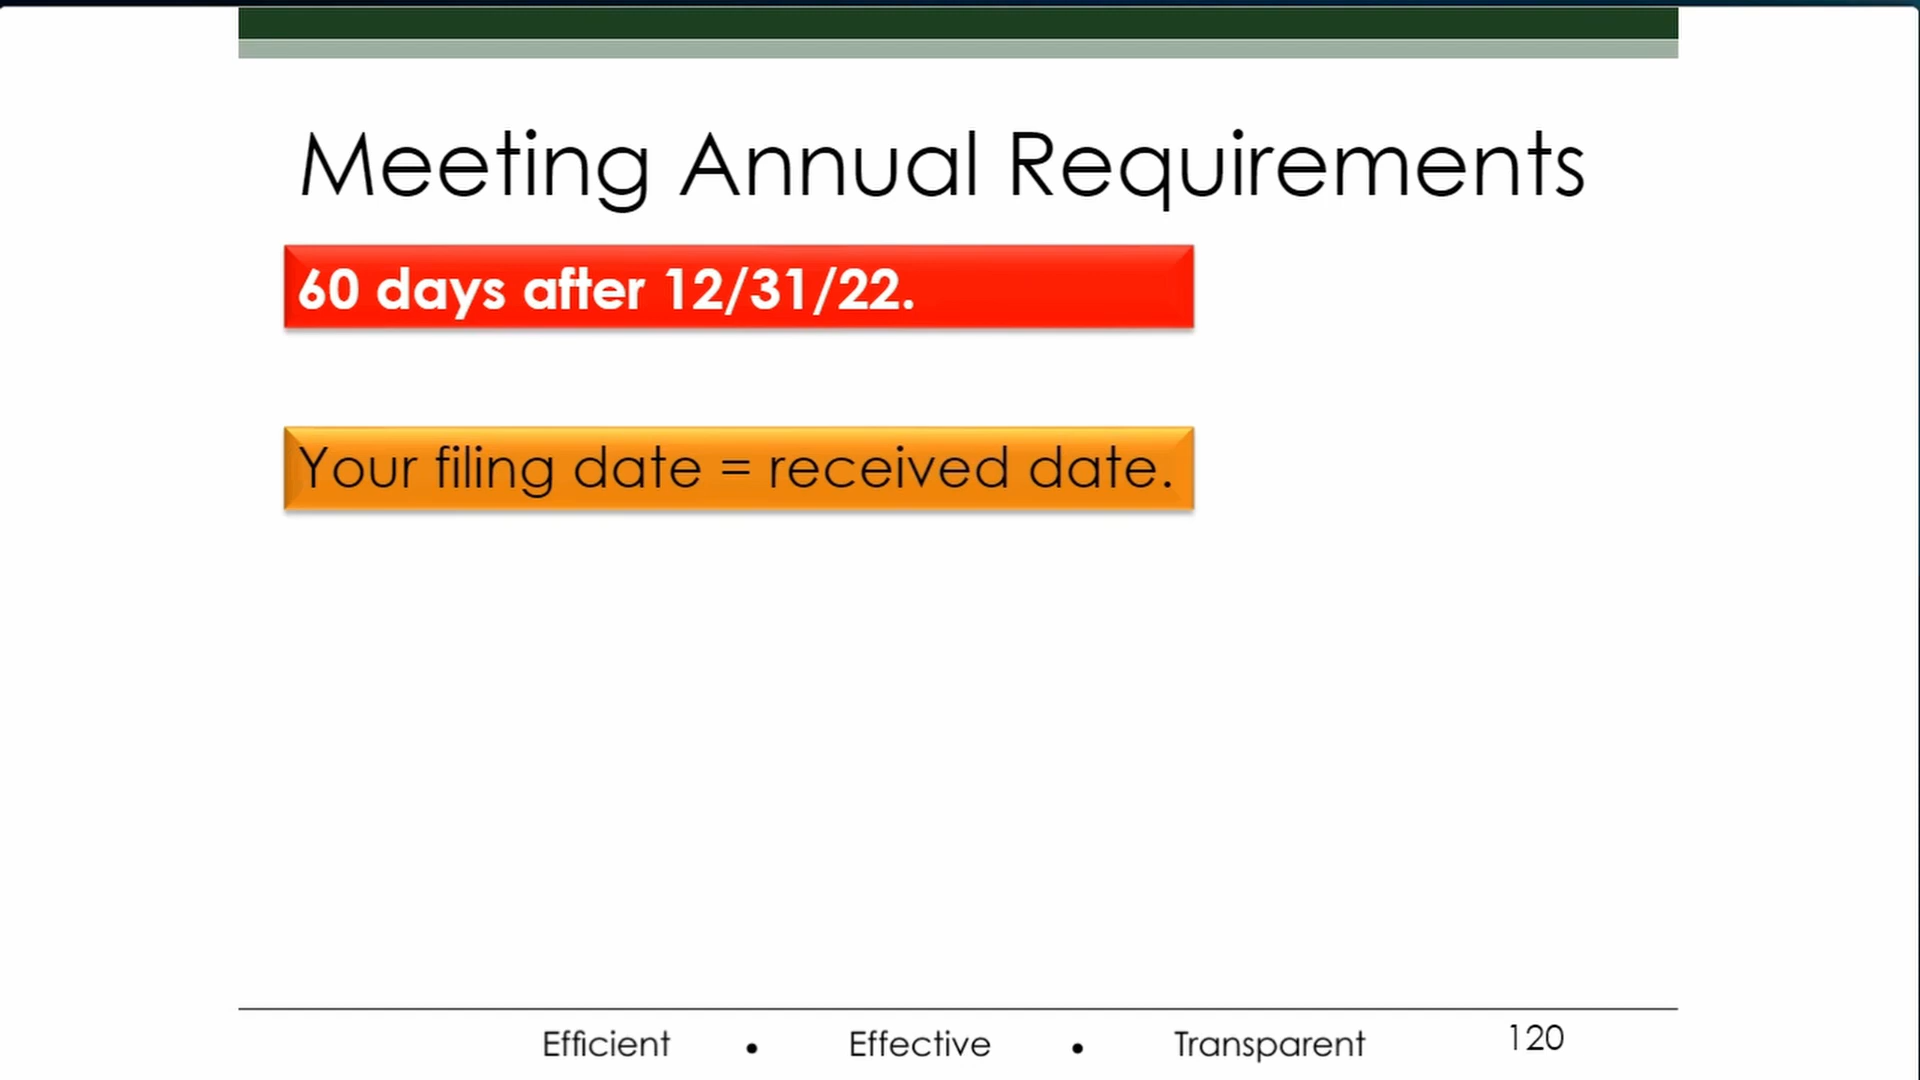 Meeting Annual Requirements
60 days after 12/31/22.
Your filing date = received date.
Efficient • Effective • Transparent 120